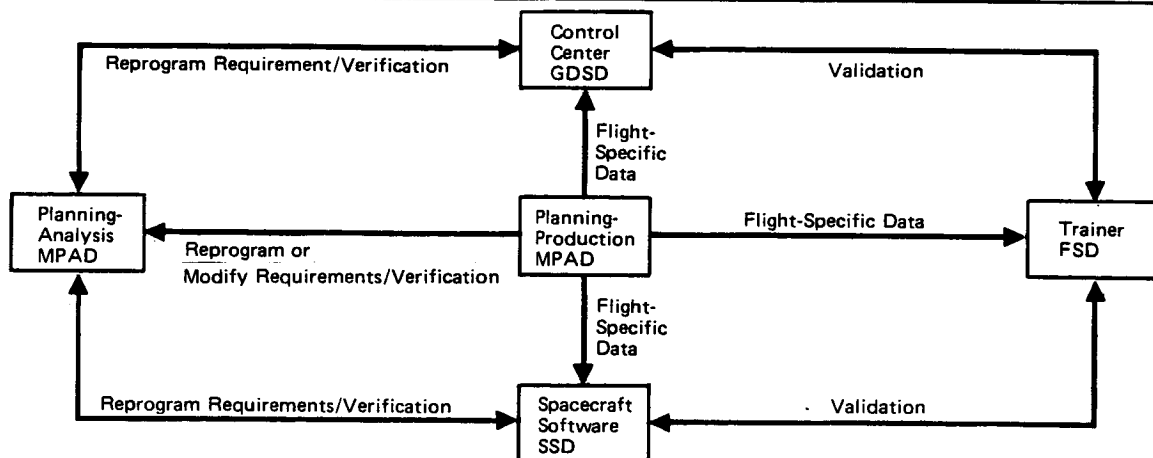 Control
Center
GDSD
Reprogram Requirement/Verification
Validation
Flight-
Specific
Data
Planning-
Analysis
MPAD
Planning-
Production
MPAD
Flight-Specific Data
Trainer
FSD
Reprogram or
Modify Requirements/Verification
Flight-
Specific
Data
Reprogram Requirements/Verification
Spacecraft
Software
SSD
Validation